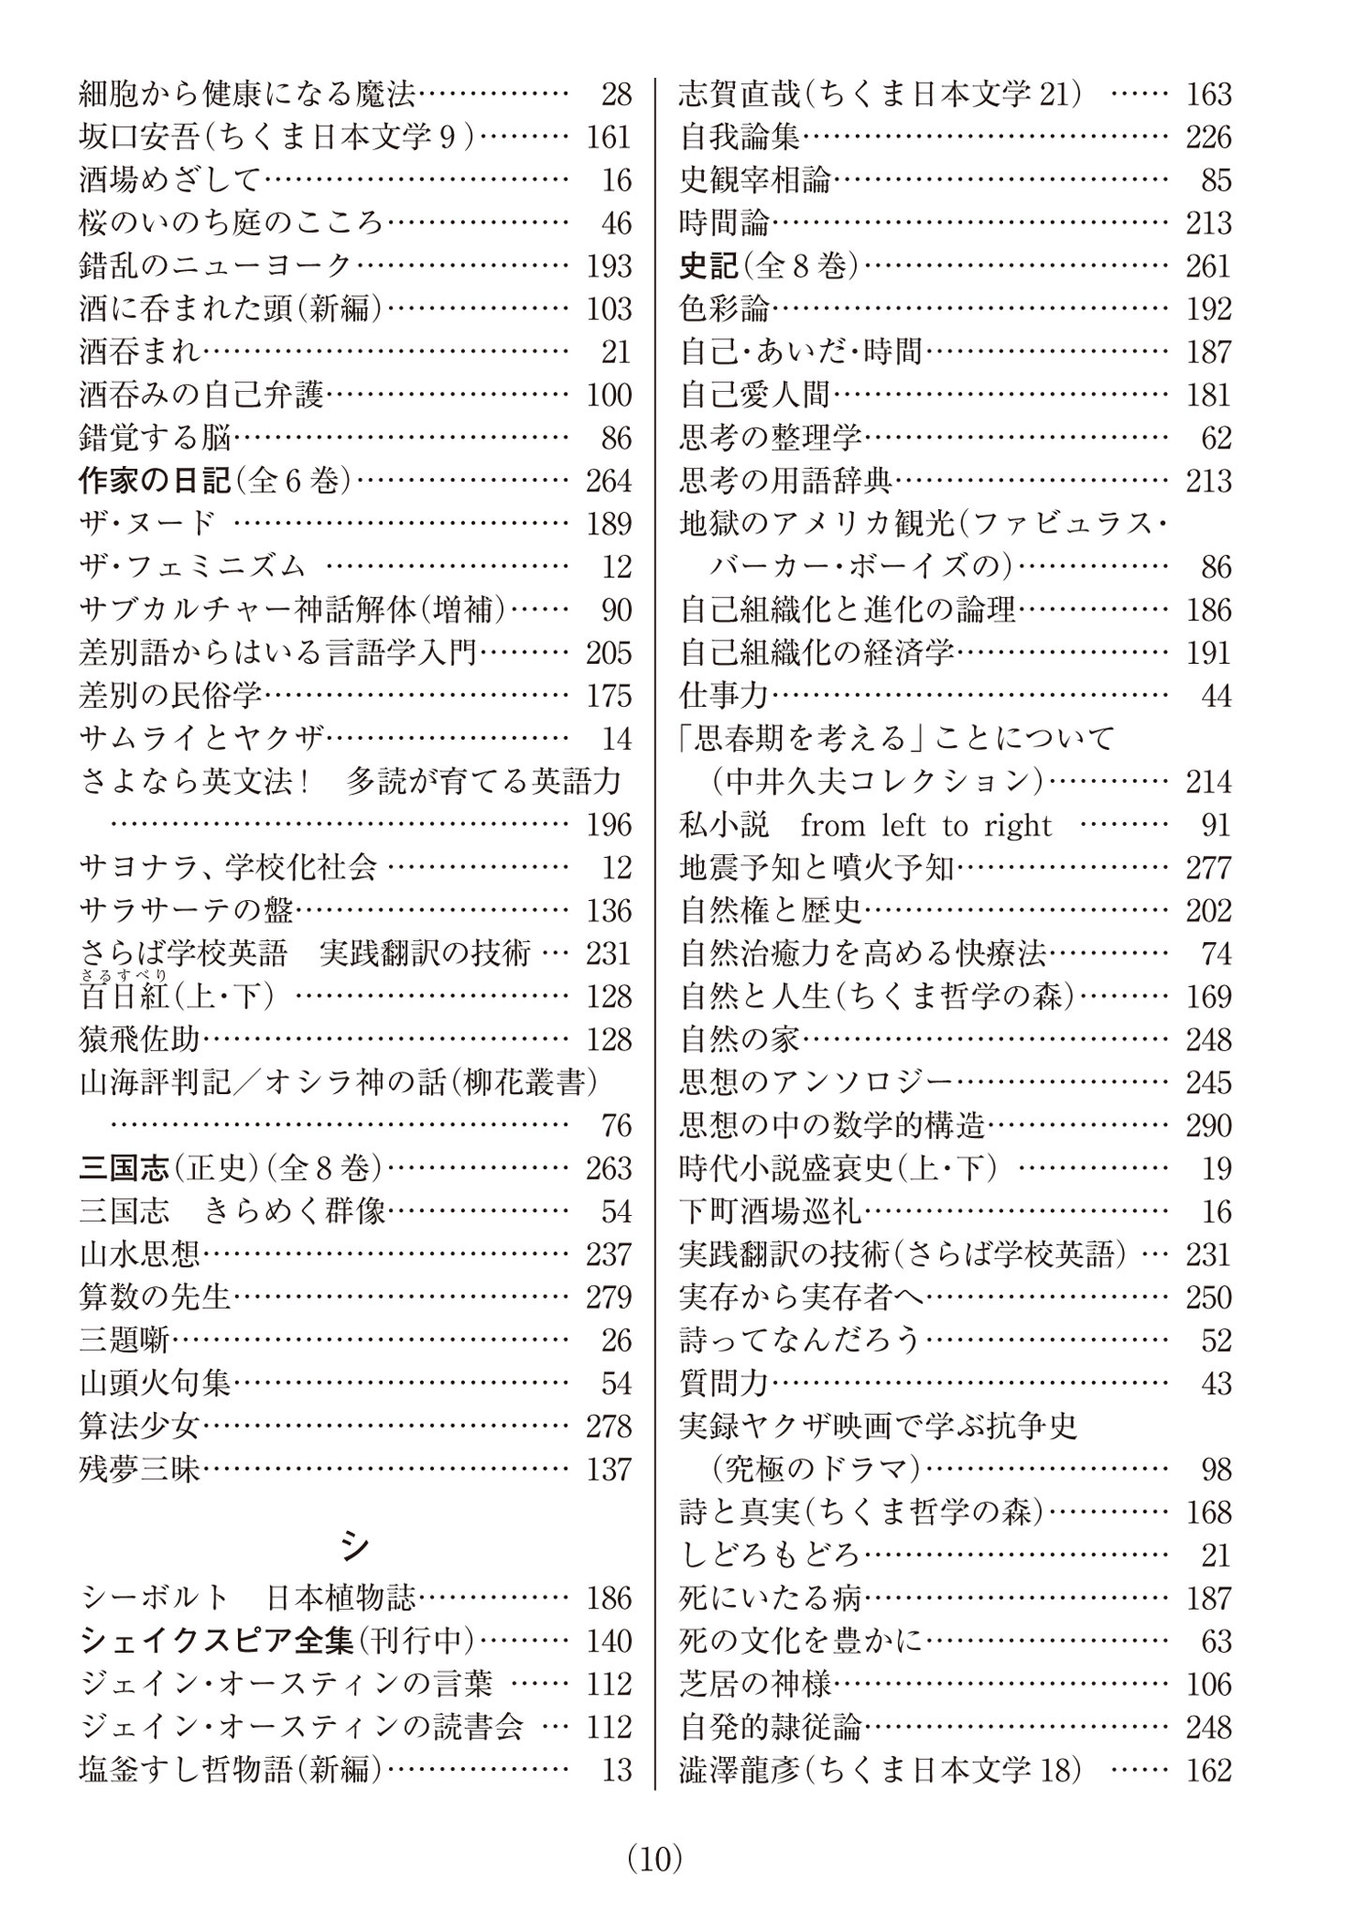 細胞から健康になる魔法…………… 28
坂口安吾（ちくま日本文学9）……… 161
酒場めざして………………………… 16
桜のいのち庭のこころ……………… 46
錯乱のニューヨーク………………… 193
酒に呑まれた頭（新編）……………… 103
酒呑まれ……………………………… 21
酒呑みの自己弁護…………………… 100
錯覚する脳…………………………… 86
作家の日記（全6巻）………………… 264
ザ・ヌード …………………………… 189
ザ・フェミニズム …………………… 12
サブカルチャー神話解体（増補）…… 90
差別語からはいる言語学入門……… 205
差別の民俗学………………………… 175
サムライとヤクザ…………………… 14
さよなら英文法！　多読が育てる英語力
……………………………………… 196
サヨナラ、学校化社会 ……………… 12
サラサーテの盤……………………… 136
さらば学校英語　実践翻訳の技術 … 231
さるすべり
百日紅（上・下） ……………………… 128
猿飛佐助……………………………… 128
山海評判記／オシラ神の話（柳花叢書）
……………………………………… 76
三国志（正史）（全8巻）……………… 263
三国志　きらめく群像……………… 54
山水思想……………………………… 237
算数の先生…………………………… 279
三題噺………………………………… 26
山頭火句集…………………………… 54
算法少女……………………………… 278
残夢三昧……………………………… 137
シ
シーボルト　日本植物誌…………… 186
シェイクスピア全集（刊行中）……… 140
ジェイン・オースティンの言葉 …… 112
ジェイン・オースティンの読書会 … 112
塩釜すし哲物語（新編）……………… 13
志賀直哉（ちくま日本文学21） …… 163
自我論集……………………………… 226
史観宰相論…………………………… 85
時間論………………………………… 213
史記（全8巻）………………………… 261
色彩論………………………………… 192
自己・あいだ・時間…………………… 187
自己愛人間…………………………… 181
思考の整理学………………………… 62
思考の用語辞典……………………… 213
地獄のアメリカ観光（ファビュラス・
バーカー・ボーイズの）…………… 86
自己組織化と進化の論理…………… 186
自己組織化の経済学………………… 191
仕事力………………………………… 44
「思春期を考える」ことについて
（中井久夫コレクション）………… 214
私小説　from left to right ……… 91
地震予知と噴火予知………………… 277
自然権と歴史………………………… 202
自然治癒力を高める快療法………… 74
自然と人生（ちくま哲学の森）……… 169
自然の家……………………………… 248
思想のアンソロジー………………… 245
思想の中の数学的構造……………… 290
時代小説盛衰史（上・下） …………… 19
下町酒場巡礼………………………… 16
実践翻訳の技術（さらば学校英語） … 231
実存から実存者へ…………………… 250
詩ってなんだろう…………………… 52
質問力………………………………… 43
実録ヤクザ映画で学ぶ抗争史
（究極のドラマ）…………………… 98
詩と真実（ちくま哲学の森）………… 168
しどろもどろ………………………… 21
死にいたる病………………………… 187
死の文化を豊かに…………………… 63
芝居の神様…………………………… 106
自発的隷従論………………………… 248
澁澤龍彥（ちくま日本文学18） …… 162
（10）